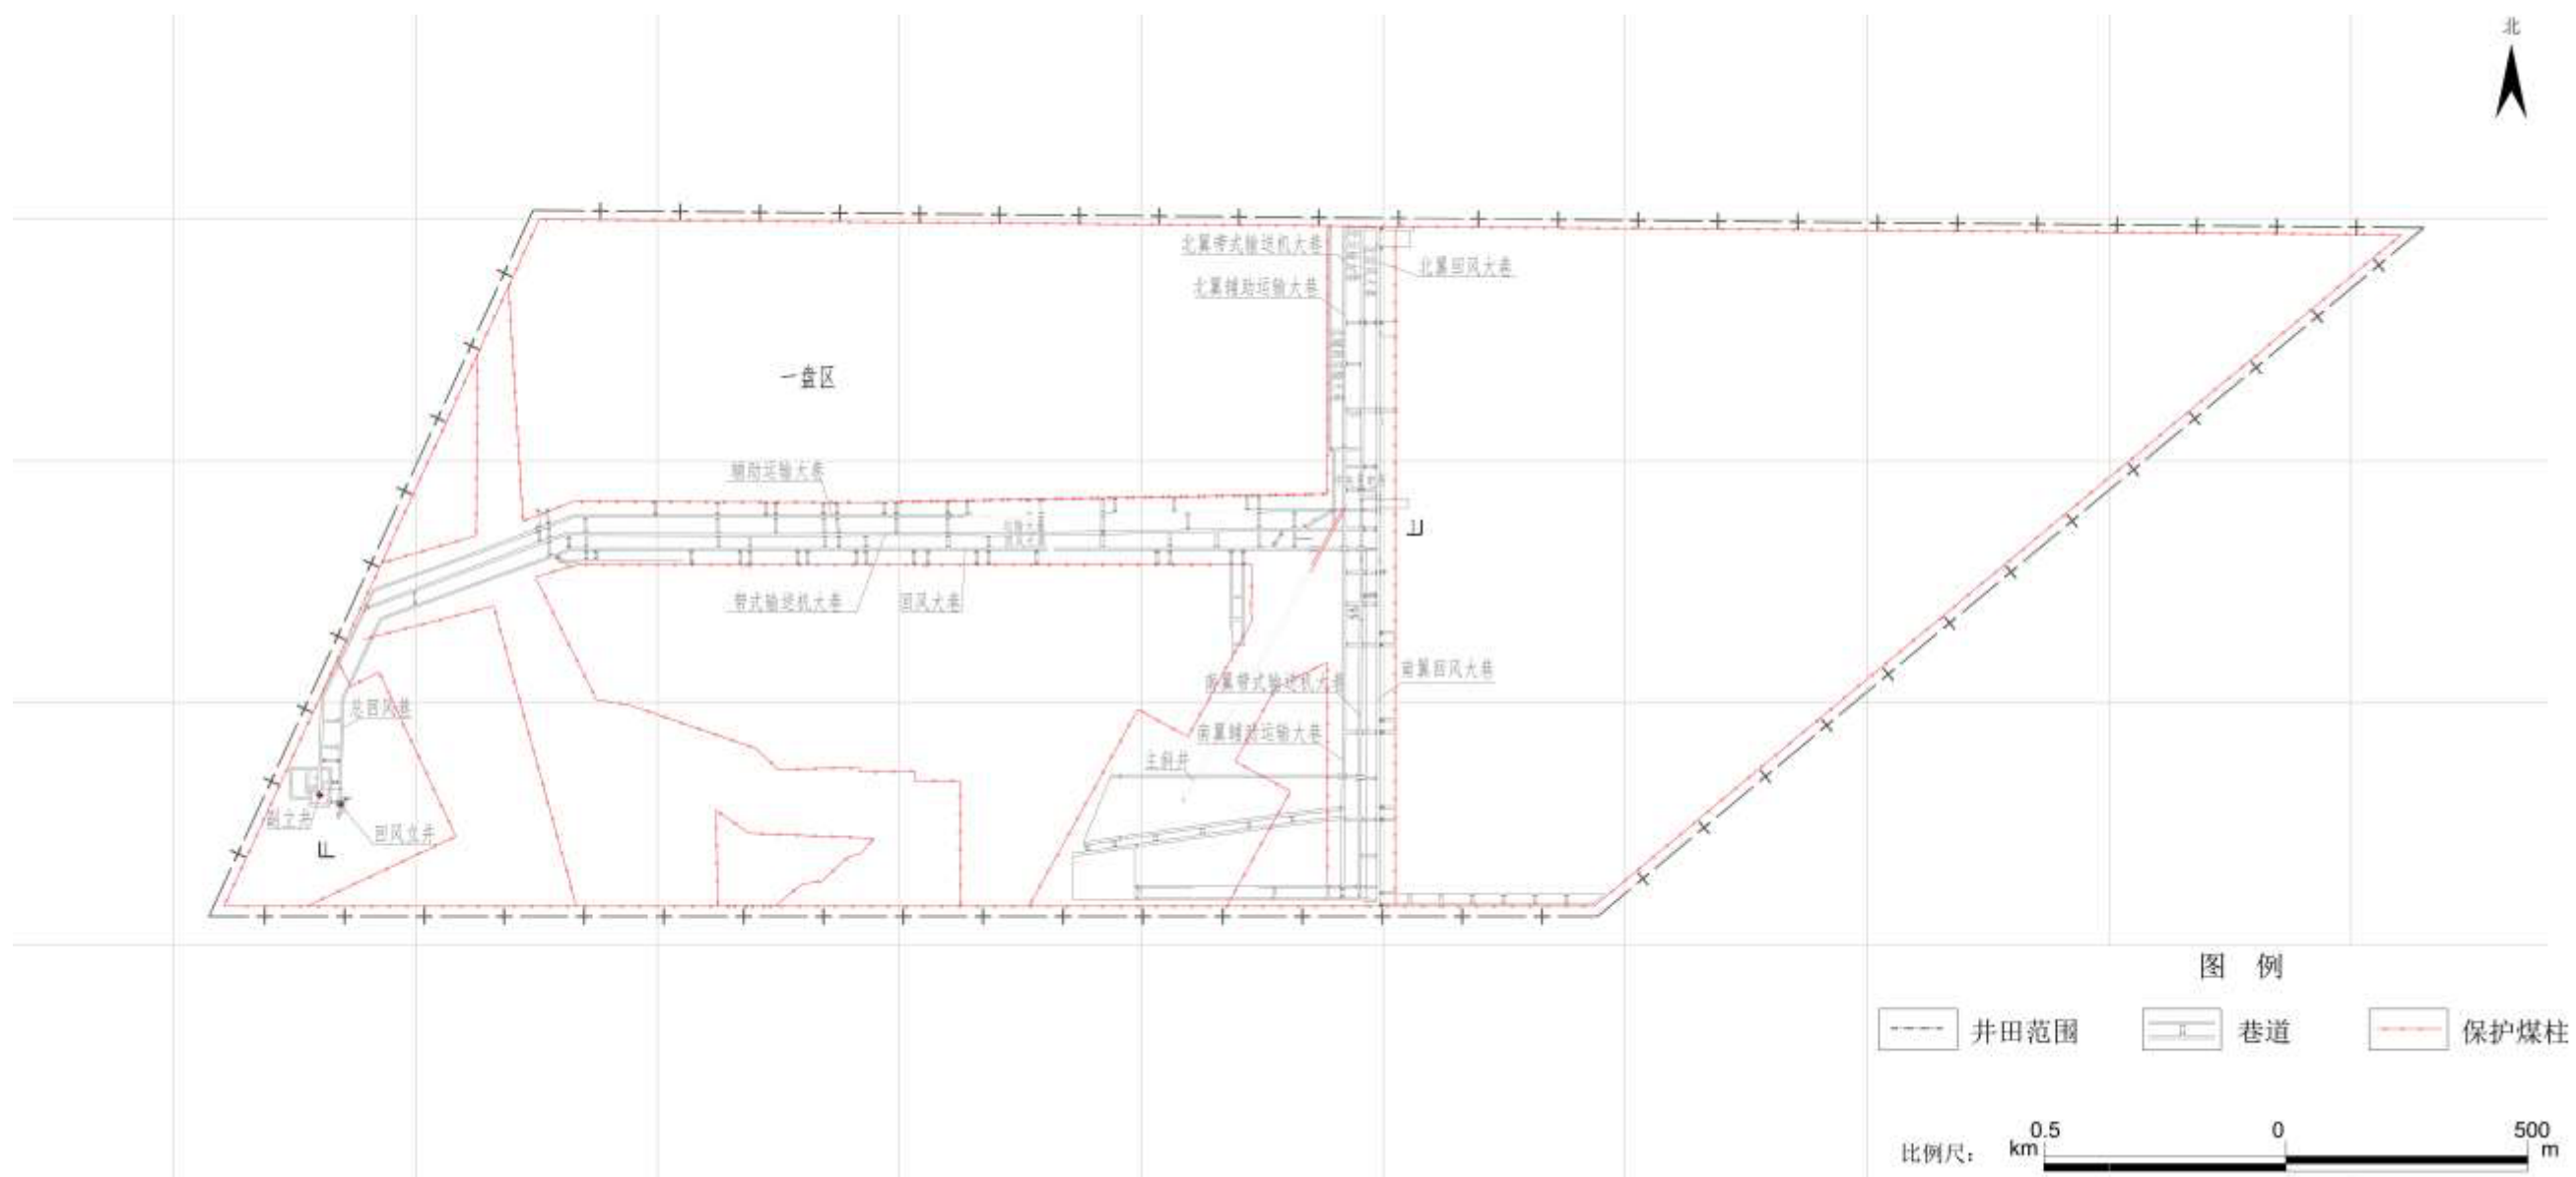 北
北翼带式输送机大巷
北翼回风大巷
北翼辅助运输大巷
一盘区
辅助运输大巷
带式输送机大巷
回风大巷
南翼回风大巷
南翼带式输送机大巷
总回风巷
南翼辅助运输大巷
主斜井
副立井
回风立井
图 例
井田范围
巷道
保护煤柱
0.5
0
500
比例尺:
km
m